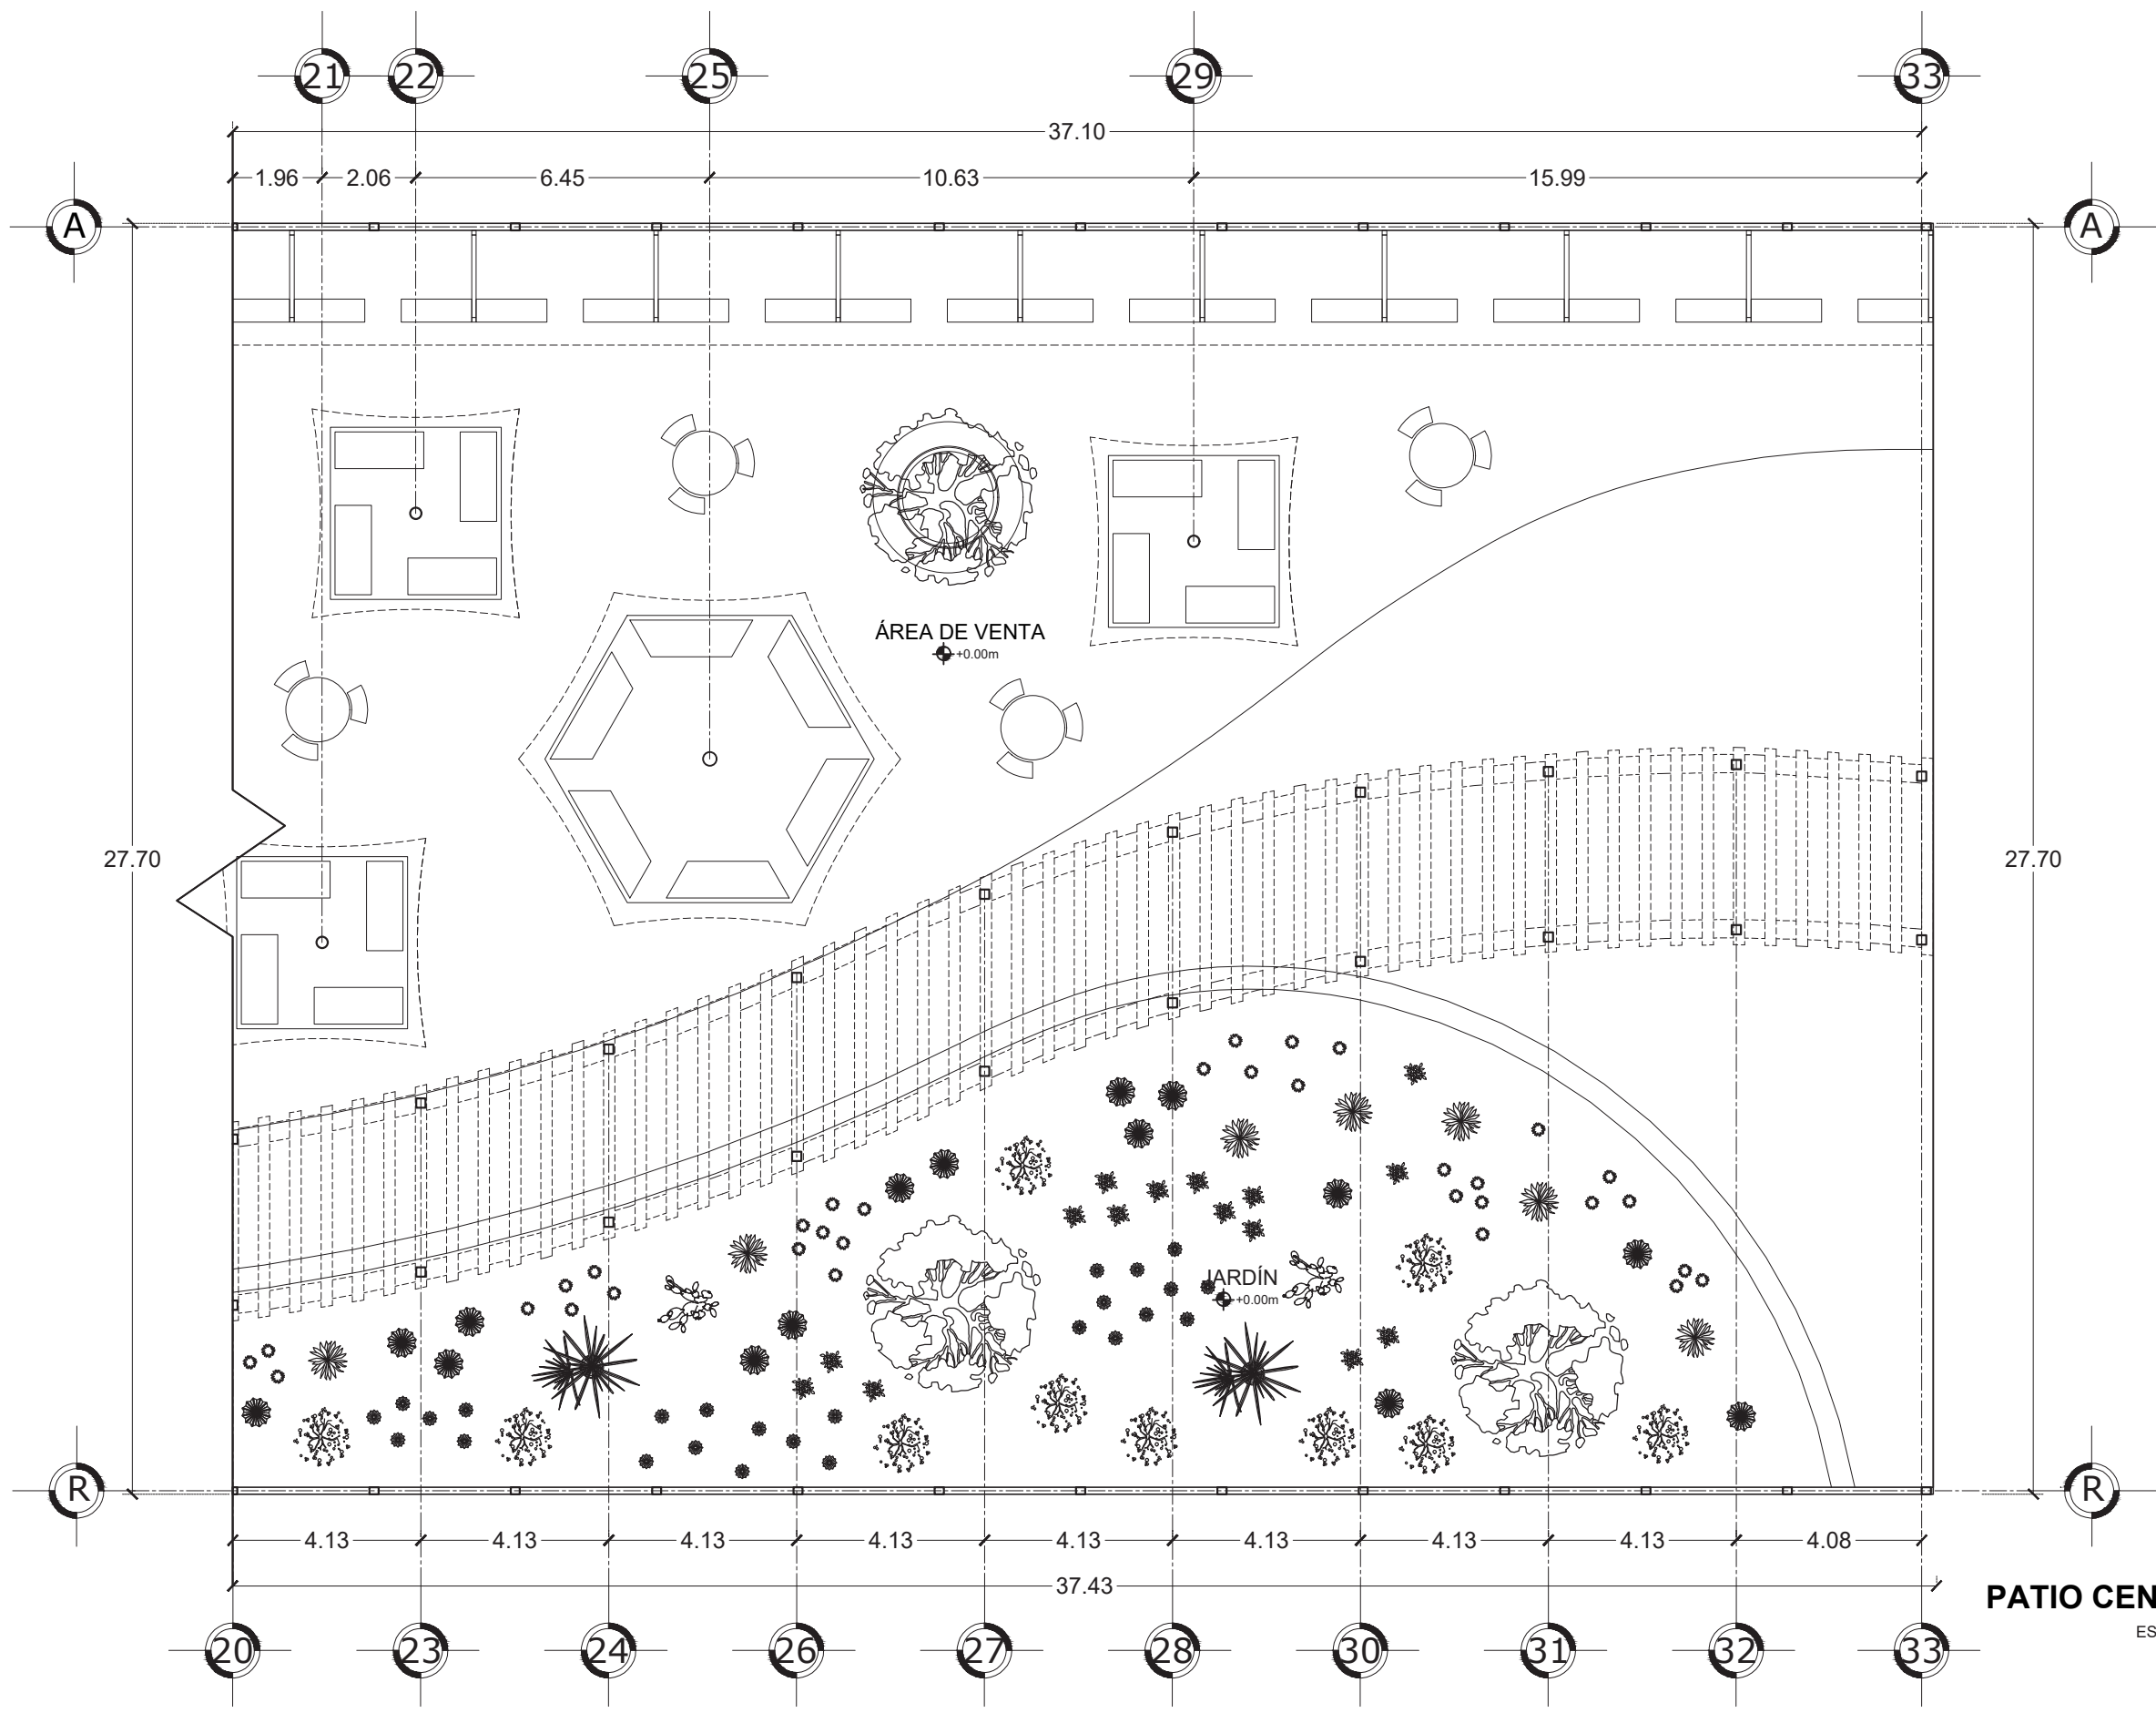 21 22 25 29 33
37.10
1.96 2.06 6.45 10.63 15.99
A A
ÁREA DE VENTA
+0.00m
27.70 27.70
JARDÍN
+0.00m
R R
4.13 4.13 4.13 4.13 4.13 4.13 4.13 4.13 4.08
37.43
PATIO CEN
ES
20 23 24 26 27 28 30 31 32 33